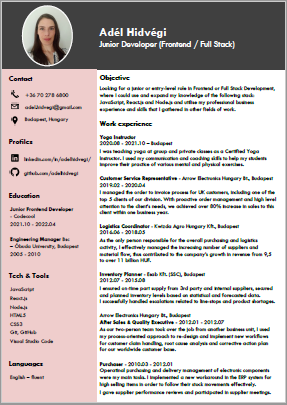 Adél Hidvégi
Junior Developer (Frontend / Full Stack)
Contact
+36 70 278 6800
adel.hidvegi@gmail.com
Budapest, Hungary
Profiles
linkedin.com/in/adelhidvegi/
github.com/adelhidvegi
Education
Junior Frontend Developer
- Codecool
2021.10 - 2022.04
Engineering Manager Bsc
- Óbuda University, Budapest
2005 - 2010
Tech & Tools
JavaScript
React.js
Node.js
HTML5
CSS3
Git, GitHub
Visual Studio Code
Languages
English - fluent
Objective
Looking for a junior or entry-level role in Frontend or Full Stack Development,
where I could use and expand my knowledge of the following stack:
JavaScript, React.js and Node.js and utilise my professional business
experience and skills that I gathered in other fields of work.
Work experience
Yoga Instructor
2020.08 - 2021.10 - Budapest
I was teaching yoga at group and private classes as a Certified Yoga
Instructor. I used my communication and coaching skills to help my students
improve their practice of various mental and physical exercises.
Customer Service Representative - Arrow Electronics Hungary Bt., Budapest
2019.02 - 2020.04
I managed the order to invoice process for UK customers, including one of the
top 5 clients of our division. With proactive order management and high level
attention to the client's needs, we achieved over 80% increase in sales to this
client within one business year.
Logistics Coordinator - Kwizda Agro Hungary Kft., Budapest
2016.06 - 2018.05
As the only person responsible for the overall purchasing and logistics
activity, I effectively managed the increasing number of suppliers and
material flow, thus contributed to the company's growth in revenue from 9,5
to over 11 billion HUF.
Inventory Planner - Esab Kft. (SSC), Budapest
2012.07 - 2015.08
I ensured on-time part supply from 3rd party and internal suppliers, seared
and planned inventory levels based on statistical and forecasted data.
I successfully handled escalations related to line-stops and product shortages.
Arrow Electronics Hungary Bt., Budapest
After Sales & Quality Executive - 2011.01 - 2012.07
As our two-person team took over the job from another business unit, I used
my process-oriented approach to re-design and implement new workflows
for customer claim handling, root cause analysis and corrective action plan
for our worldwide customer base.
Purchaser - 2010.03 - 2012.01
Operational purchasing and delivery management of electronic components
were my main tasks. I implemented a new workaround in the ERP system for
high selling items in order to follow their stock movements effectively.
I gave supplier performance reviews and participated in supplier meetings.